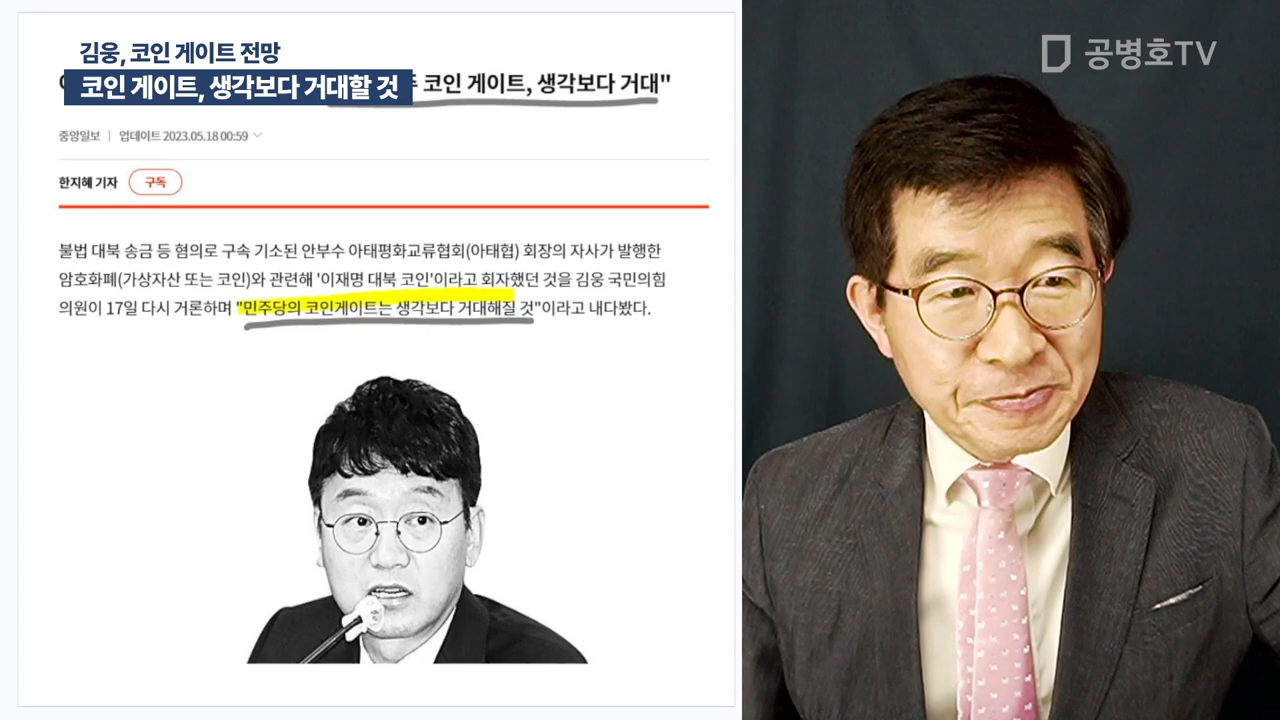 김웅, 코인 게이트 전망
코인 게이트, 생각보다 거대할 것
코인 게이트, 생각보다 거대"
중앙일보 | 업데이트 2023.05.18 00:59
한지혜 기자 구독
불법 대북 송금 등 혐의로 구속 기소된 안부수 아태평화교류협회(아태협) 회장의 자사가 발행한
암호화폐(가상자산 또는 코인)와 관련해 '이재명 대북 코인'이라고 회자했던 것을 김웅 국민의힘
의원이 17일 다시 거론하며 "민주당의 코인게이트는 생각보다 거대해질 것"이라고 내다봤다.
공병호TV